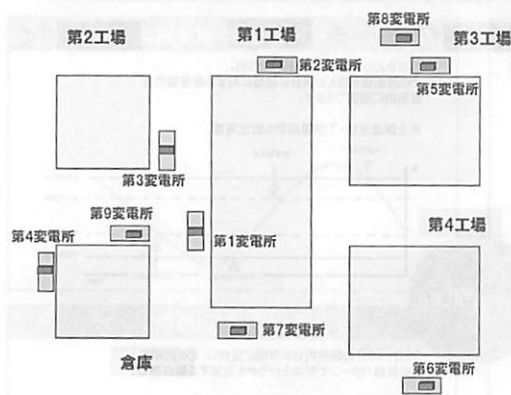 第8変電所
第2工場
第1工場
第3工場
第2変電所
第5変電所
第3変電所
第9変電所
第4工場
第4変電所
第1変電所
第7変電所
倉庫
第6変電所